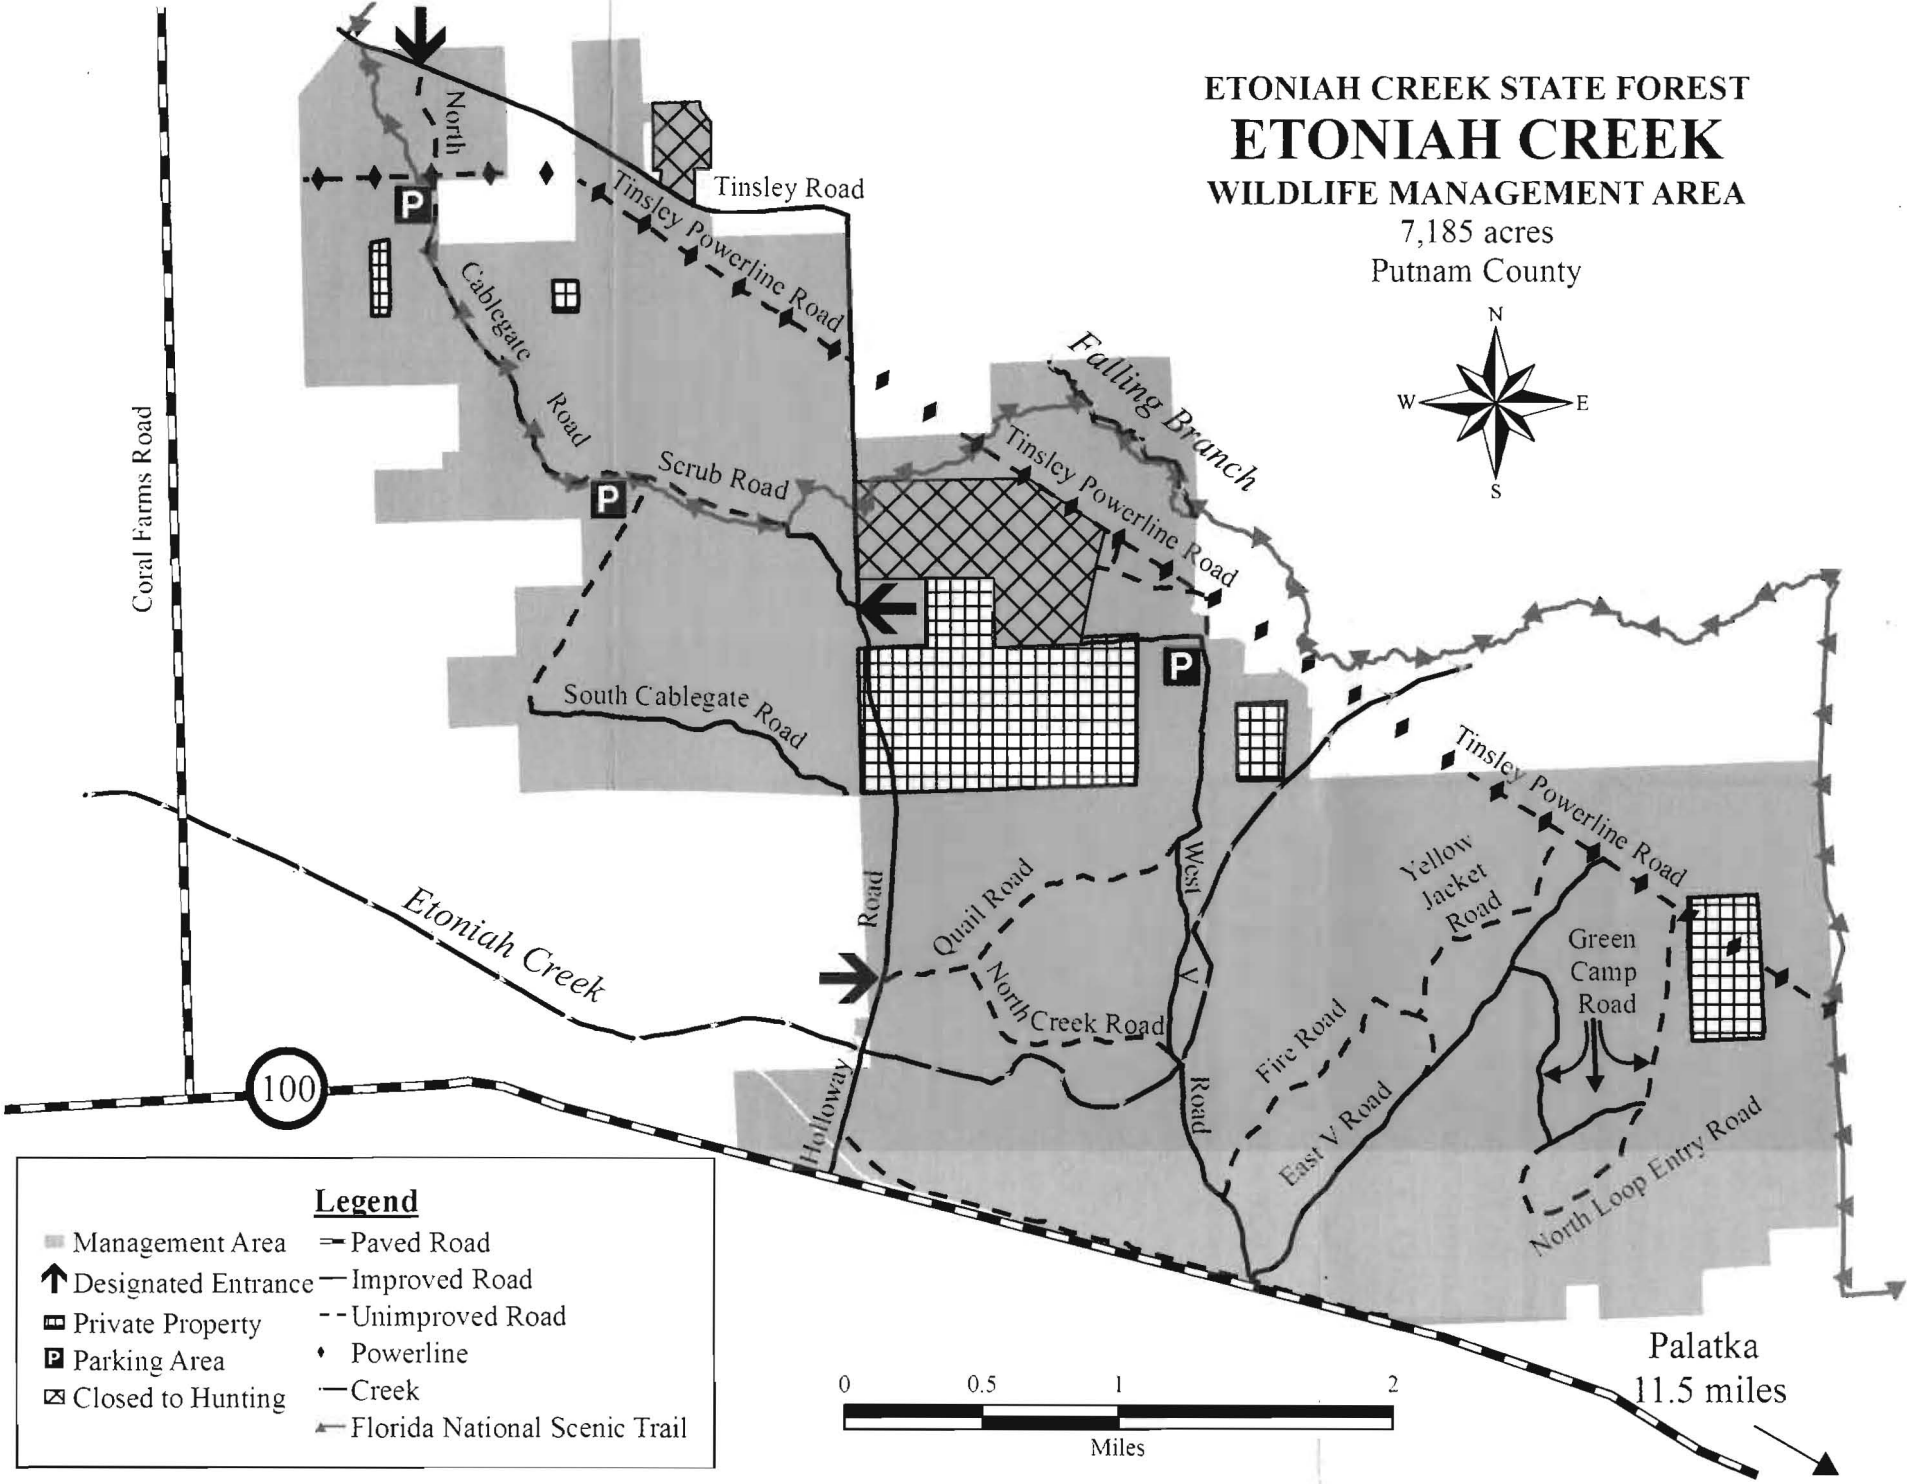 ETONIAH CREEK STATE FOREST
ETONIAH CREEK
WILDLIFE MANAGEMENT AREA
7,185 acres
Putnam County
N
W
E
S
North
P
Tinsley Road
Tinsley Powerline Road
Cablegate
Road
Falling Branch
Coral Farms Road
Scrub Road
P
Tinsley Powerline Road
South Cablegate Road
P
Tinsley Powerline Road
Etoniah Creek
Road
Quail Road
West
V
Road
North Creek Road
Yellow
Jacket
Road
Green
Camp
Road
Fire Road
East V Road
North Loop Entry Road
Holloway
100
Legend
Management Area
Designated Entrance
Private Property
P Parking Area
Closed to Hunting
Paved Road
Improved Road
Unimproved Road
Powerline
Creek
Florida National Scenic Trail
0 0.5 1 2
Miles
Palatka
11.5 miles